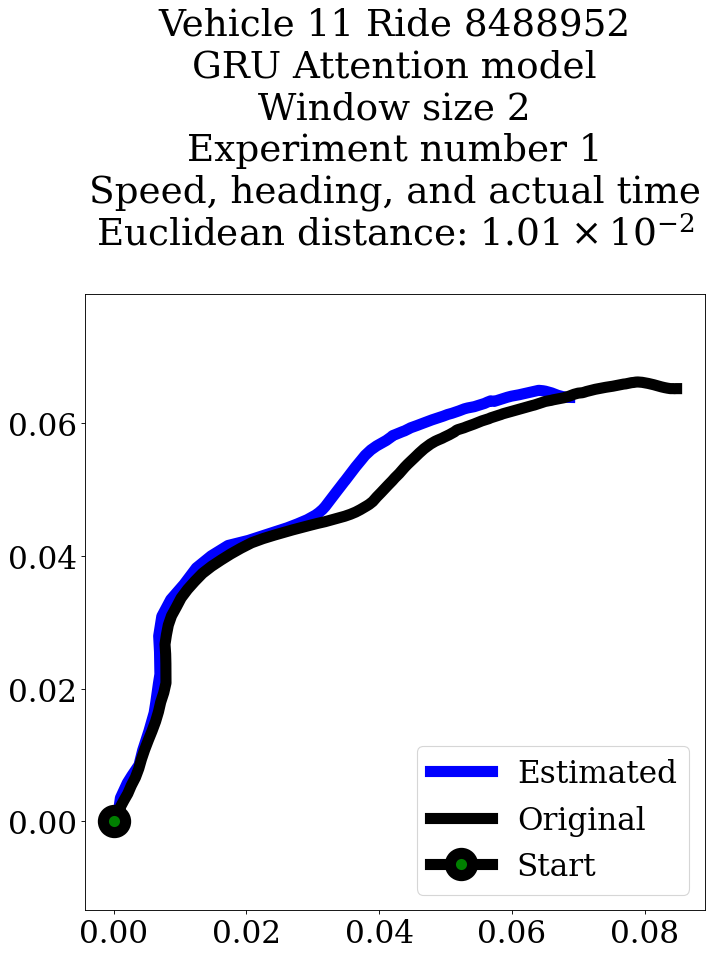 Vehicle 11 Ride 8488952
GRU Attention model
Window size 2
Experiment number 1
Speed, heading, and actual time
Euclidean distance: 1.01 × 10⁻²
0.06
0.04
0.02
0.00
Estimated
Original
Start
0.00 0.02 0.04 0.06 0.08